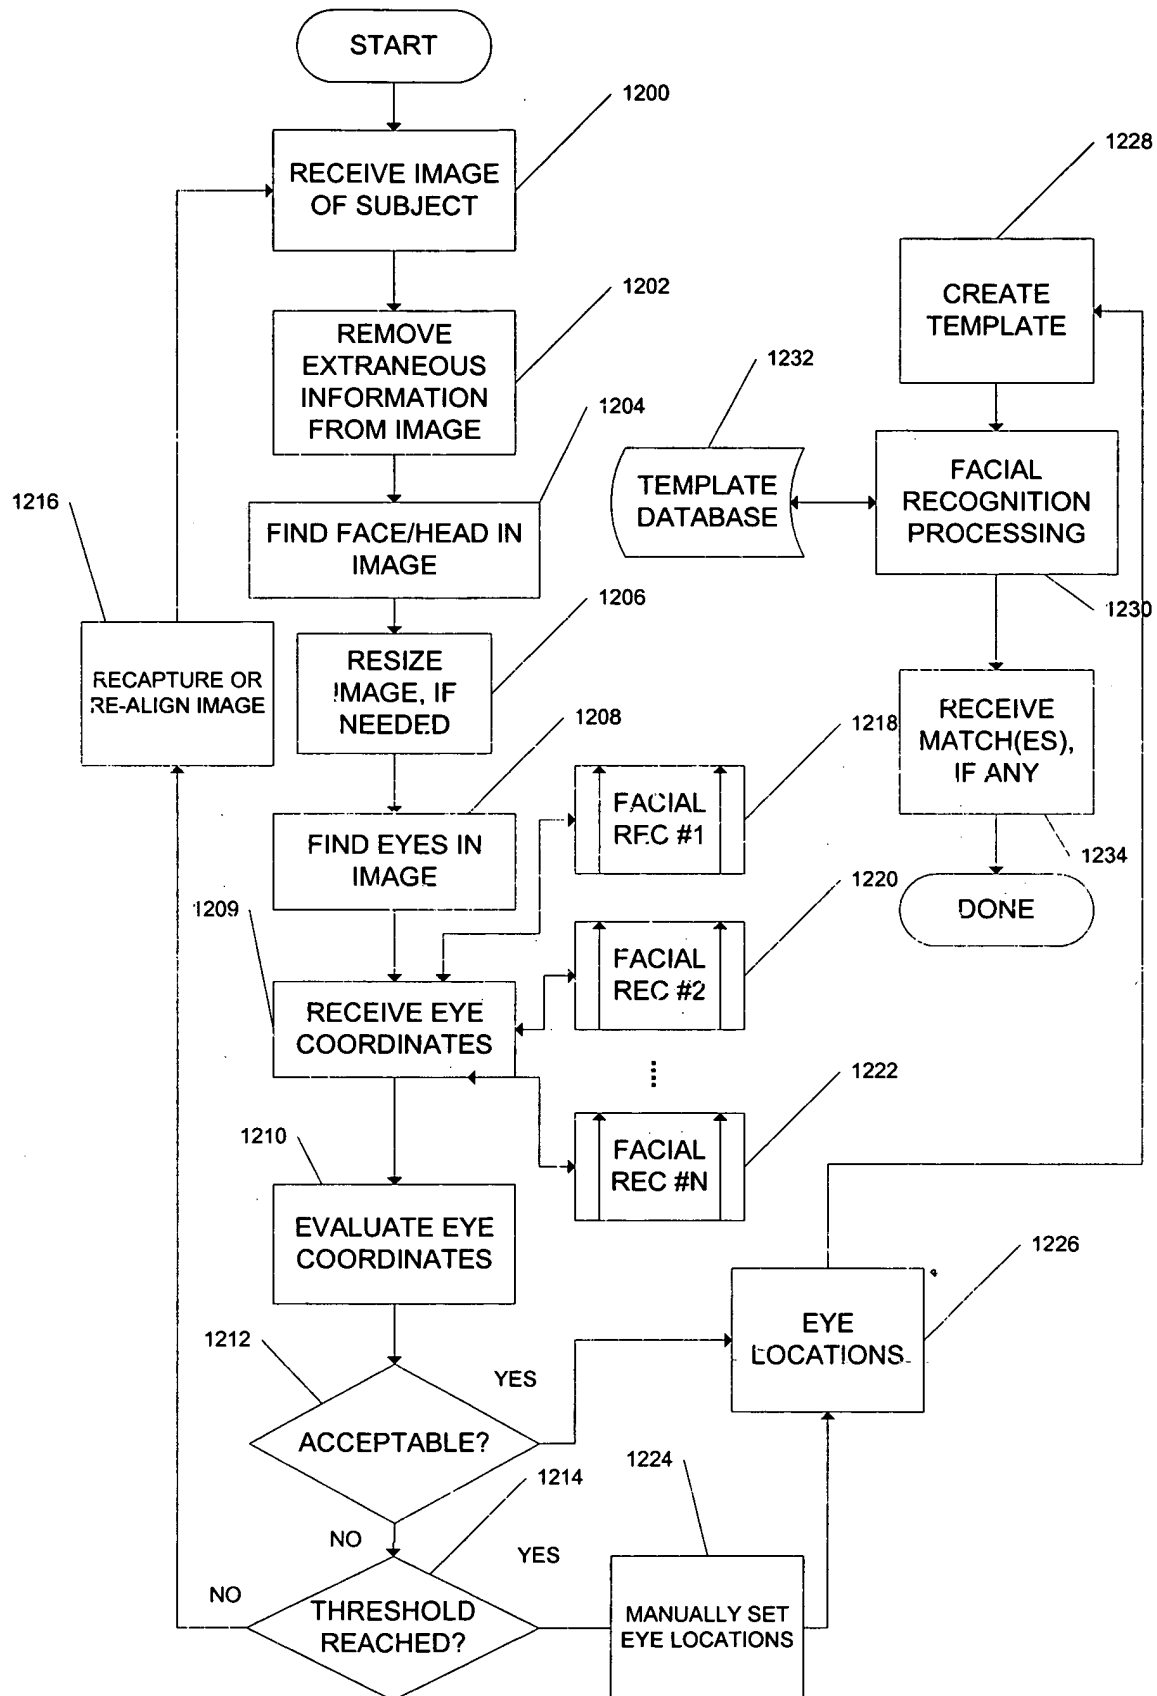 START
1200
RECEIVE IMAGE
OF SUBJECT
1202
REMOVE
EXTRANEOUS
INFORMATION
FROM IMAGE
1204
FIND FACE/HEAD IN
IMAGE
1216
RECAPTURE OR
RE-ALIGN IMAGE
1206
RESIZE
IMAGE, IF
NEEDED
1208
FIND EYES IN
IMAGE
1209
RECEIVE EYE
COORDINATES
1218
FACIAL
REC #1
1220
FACIAL
REC #2
1222
FACIAL
REC #N
1210
EVALUATE EYE
COORDINATES
1212
ACCEPTABLE?
YES
NO
1214
THRESHOLD
REACHED?
NO
YES
1224
MANUALLY SET
EYE LOCATIONS
1226
EYE
LOCATIONS
1228
CREATE
TEMPLATE
1232
TEMPLATE
DATABASE
FACIAL
RECOGNITION
PROCESSING
1230
RECEIVE
MATCH(ES),
IF ANY
1234
DONE